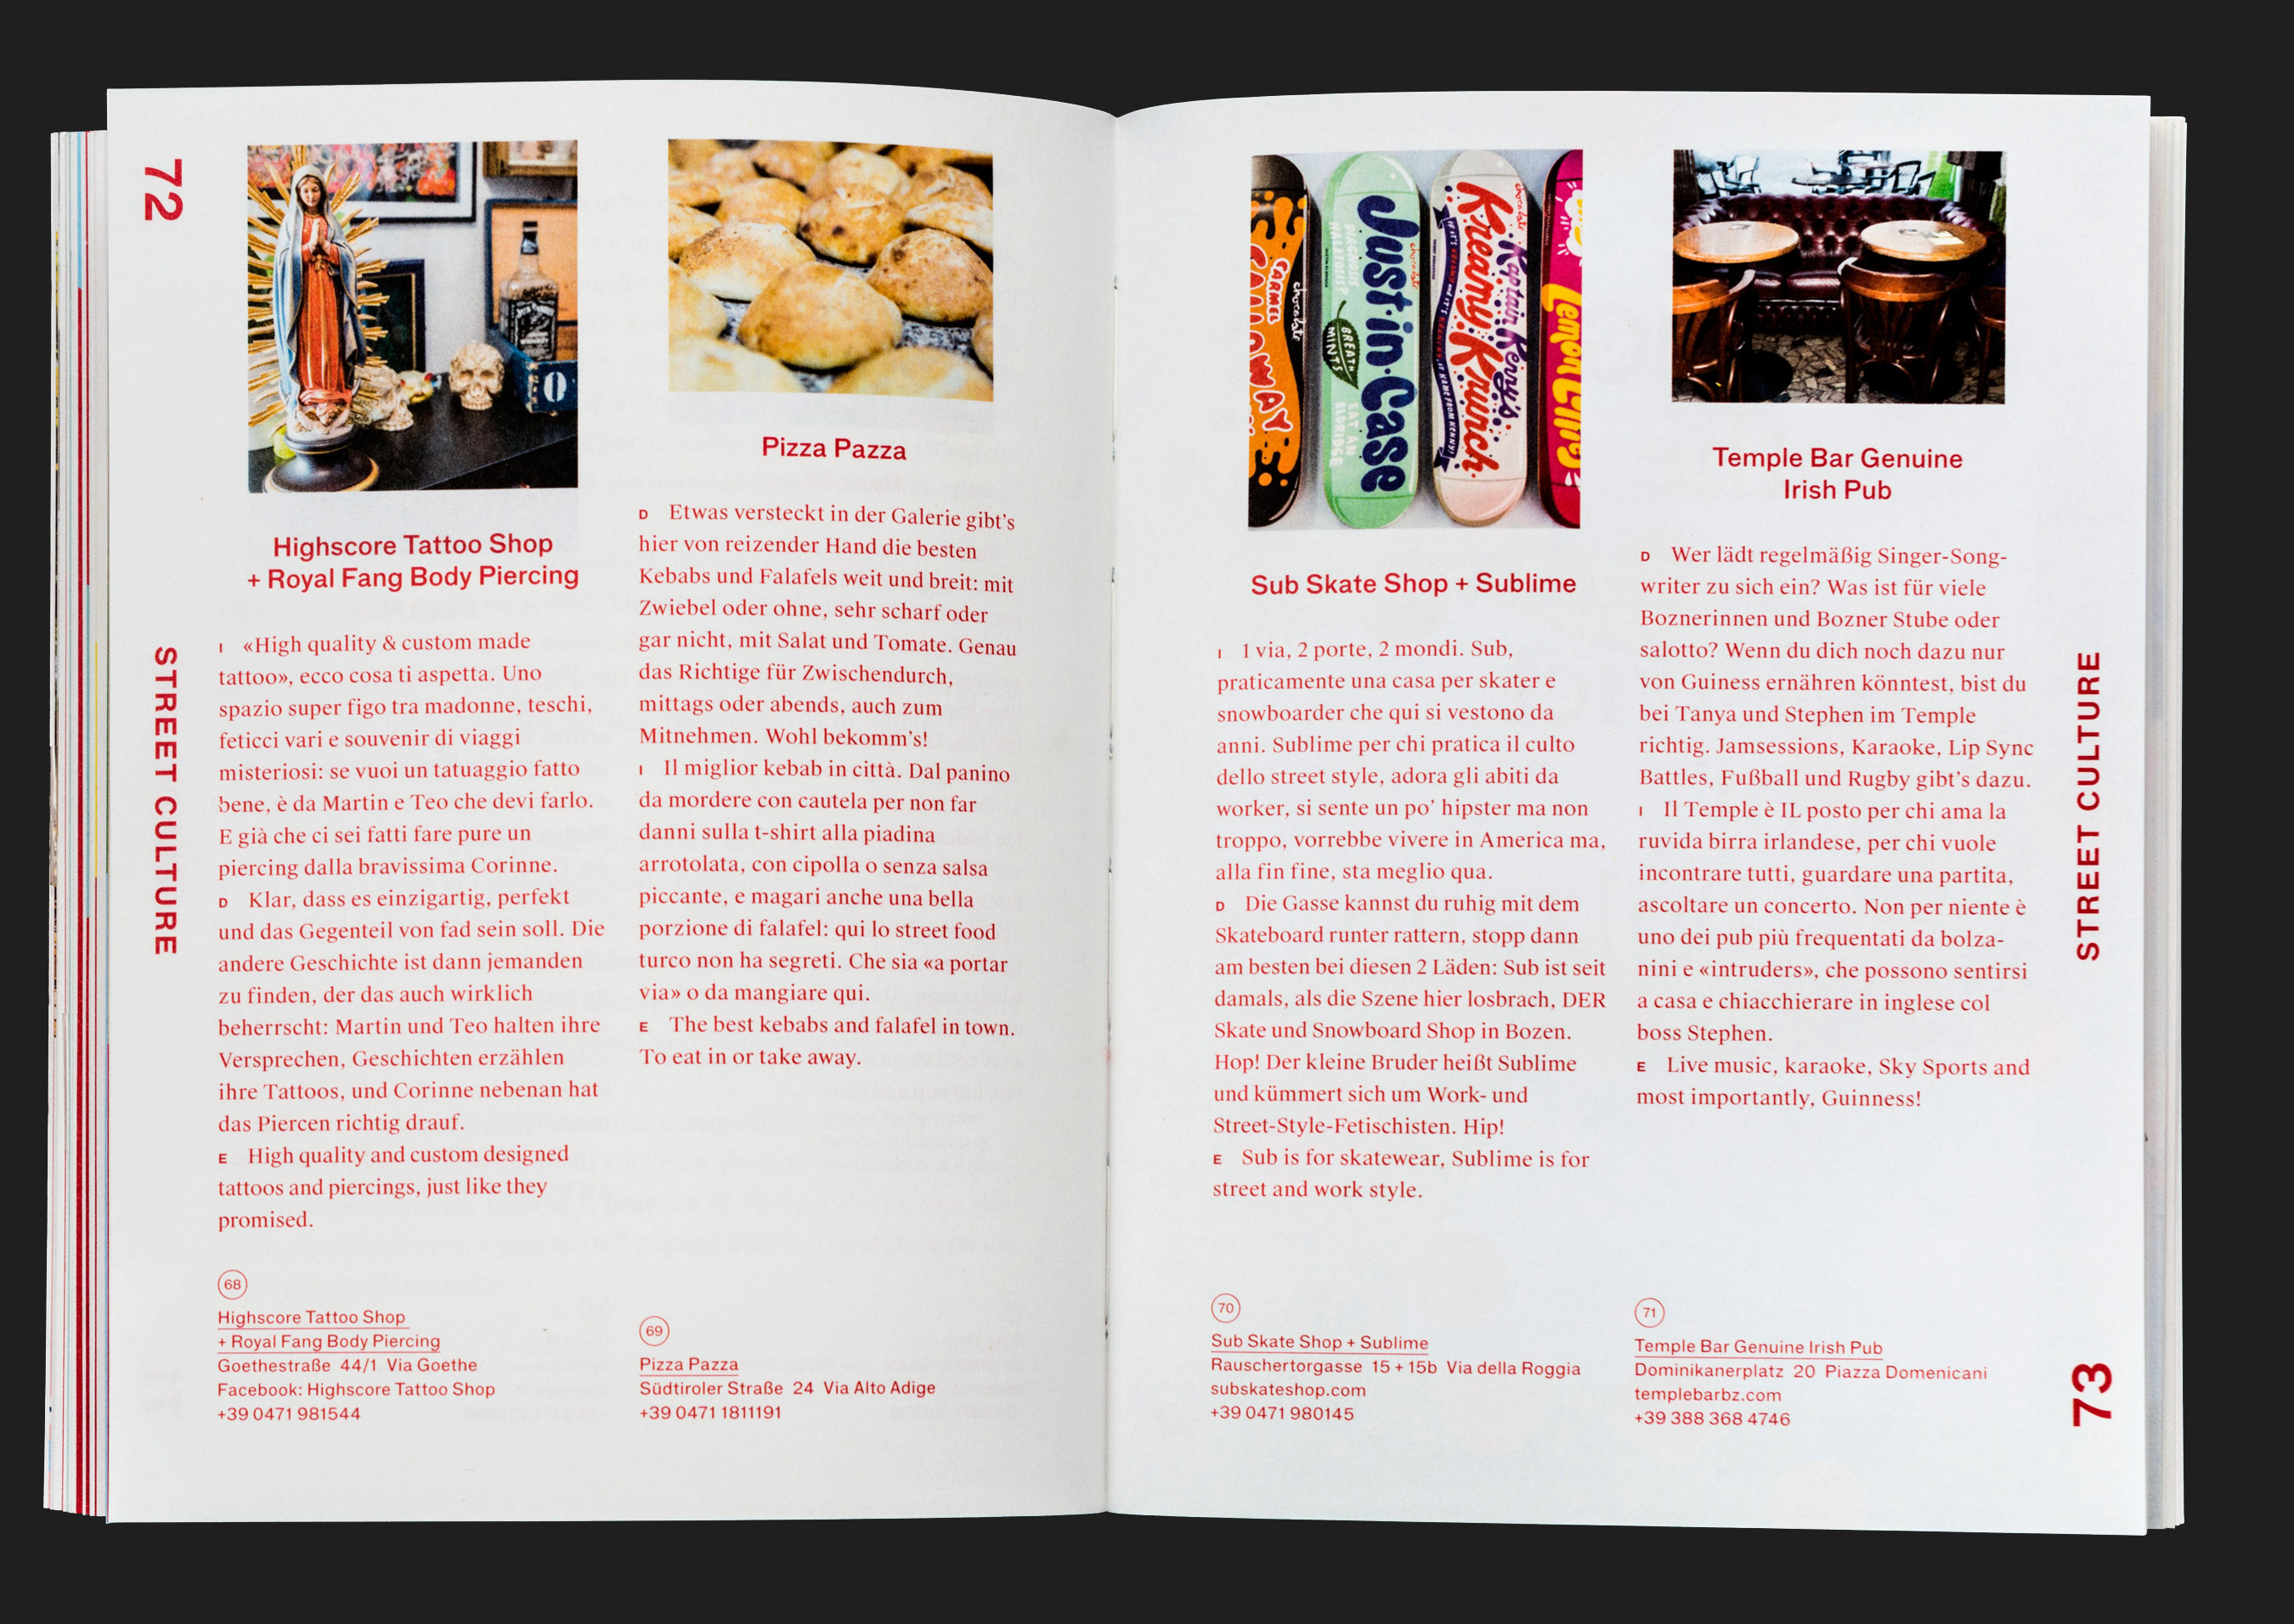 72
STREET CULTURE
Highscore Tattoo Shop
+ Royal Fang Body Piercing
I «High quality & custom made
tattoo», ecco cosa ti aspetta. Uno
spazio super figo tra madonne, teschi,
feticci vari e souvenir di viaggi
misteriosi: se vuoi un tatuaggio fatto
bene, è da Martin e Teo che devi farlo.
E già che ci sei fatti fare pure un
piercing dalla bravissima Corinne.
D Klar, dass es einzigartig, perfekt
und das Gegenteil von fad sein soll. Die
andere Geschichte ist dann jemanden
zu finden, der das auch wirklich
beherrscht: Martin und Teo halten ihre
Versprechen, Geschichten erzählen
ihre Tattoos, und Corinne nebenan hat
das Piercen richtig drauf.
E High quality and custom designed
tattoos and piercings, just like they
promised.
68
Highscore Tattoo Shop
+ Royal Fang Body Piercing
Goethestraße 44/1 Via Goethe
Facebook: Highscore Tattoo Shop
+39 0471 981544
Pizza Pazza
D Etwas versteckt in der Galerie gibt's
hier von reizender Hand die besten
Kebabs und Falafels weit und breit: mit
Zwiebel oder ohne, sehr scharf oder
gar nicht, mit Salat und Tomate. Genau
das Richtige für Zwischendurch,
mittags oder abends, auch zum
Mitnehmen. Wohl bekomm's!
I Il miglior kebab in città. Dal panino
da mordere con cautela per non far
danni sulla t-shirt alla piadina
arrotolata, con cipolla o senza salsa
piccante, e magari anche una bella
porzione di falafel: qui lo street food
turco non ha segreti. Che sia «a portar
via» o da mangiare qui.
E The best kebabs and falafel in town.
To eat in or take away.
69
Pizza Pazza
Südtiroler Straße 24 Via Alto Adige
+39 0471 1811191
CARMEL
chocolate
Just-in-Case
chocolate
BREATH
MINTS
EAT AN
ELDRIDGE
Kreamy Krunch
Kaptain Kenny's
chocolate
Sub Skate Shop + Sublime
I 1 via, 2 porte, 2 mondi. Sub,
praticamente una casa per skater e
snowboarder che qui si vestono da
anni. Sublime per chi pratica il culto
dello street style, adora gli abiti da
worker, si sente un po' hipster ma non
troppo, vorrebbe vivere in America ma,
alla fin fine, sta meglio qua.
D Die Gasse kannst du ruhig mit dem
Skateboard runter rattern, stopp dann
am besten bei diesen 2 Läden: Sub ist seit
damals, als die Szene hier losbrach, DER
Skate und Snowboard Shop in Bozen.
Hop! Der kleine Bruder heißt Sublime
und kümmert sich um Work- und
Street-Style-Fetischisten. Hip!
E Sub is for skatewear, Sublime is for
street and work style.
70
Sub Skate Shop + Sublime
Rauschertorgasse 15 + 15b Via della Roggia
subskateshop.com
+39 0471 980145
Temple Bar Genuine
Irish Pub
D Wer lädt regelmäßig Singer-Song-
writer zu sich ein? Was ist für viele
Boznerinnen und Bozner Stube oder
salotto? Wenn du dich noch dazu nur
von Guiness ernähren könntest, bist du
bei Tanya und Stephen im Temple
richtig. Jamsessions, Karaoke, Lip Sync
Battles, Fußball und Rugby gibt's dazu.
I Il Temple è IL posto per chi ama la
ruvida birra irlandese, per chi vuole
incontrare tutti, guardare una partita,
ascoltare un concerto. Non per niente è
uno dei pub più frequentati da bolza-
nini e «intruders», che possono sentirsi
a casa e chiacchierare in inglese col
boss Stephen.
E Live music, karaoke, Sky Sports and
most importantly, Guinness!
71
Temple Bar Genuine Irish Pub
Dominikanerplatz 20 Piazza Domenicani
templebarbz.com
+39 388 368 4746
STREET CULTURE
73